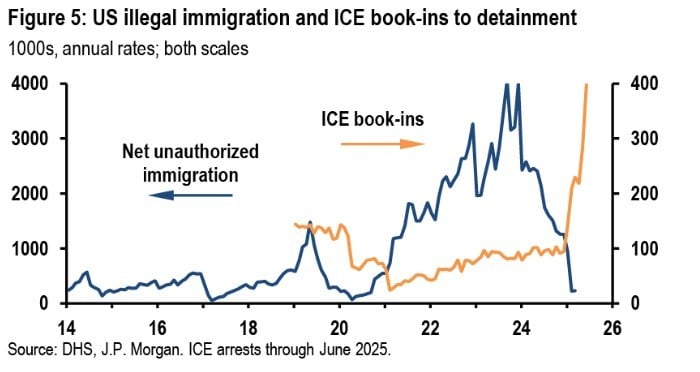 Figure 5: US illegal immigration and ICE book-ins to detainment
1000s, annual rates; both scales
4000
400
ICE book-ins
3000
300
Net unauthorized
immigration
2000
200
1000
100
0
0
14
16
18
20
22
24
26
Source: DHS, J.P. Morgan. ICE arrests through June 2025.